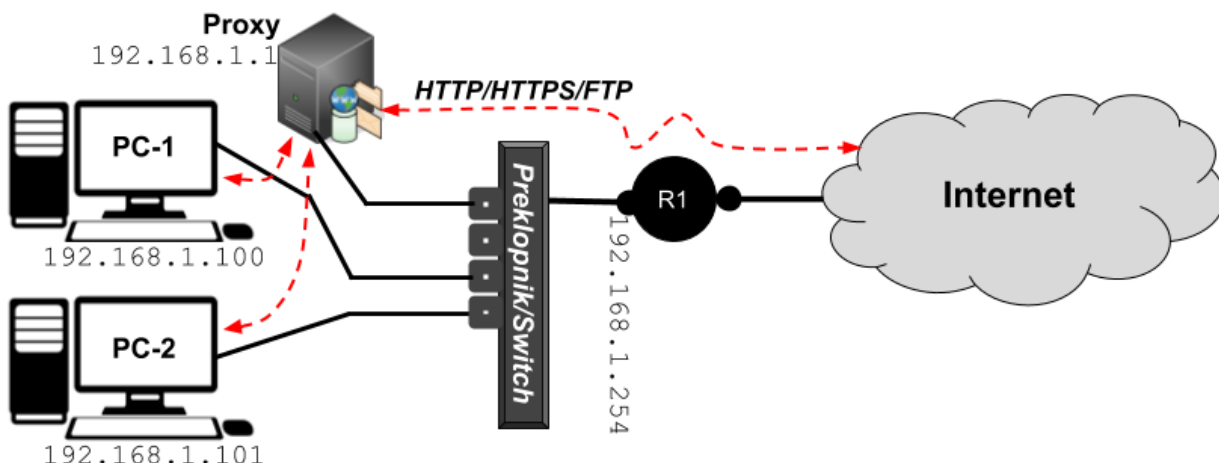 Proxy
192.168.1.1
HTTP/HTTPS/FTP
PC-1
192.168.1.100
Preklopnik/Switch
R1
192.168.1.254
Internet
PC-2
192.168.1.101